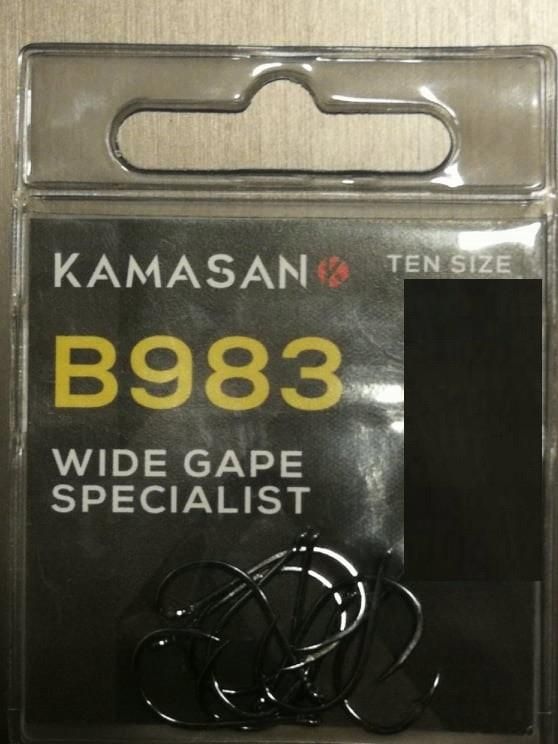 KAMASAN
TEN SIZE
B983
WIDE GAPE
SPECIALIST